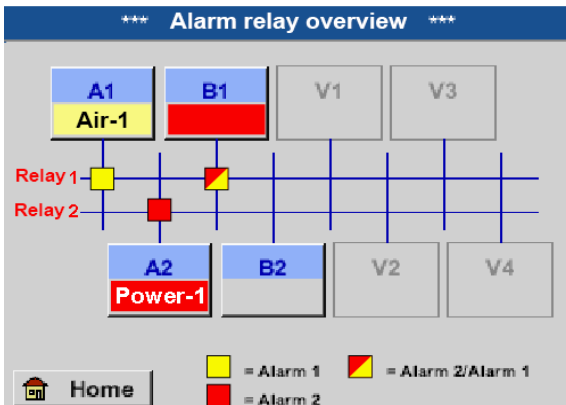 *** Alarm relay overview ***
A1 B1 V1 V3
Air-1
Relay 1
Relay 2
A2 B2 V2 V4
Power-1
= Alarm 1 = Alarm 2/Alarm 1
Home
= Alarm 2